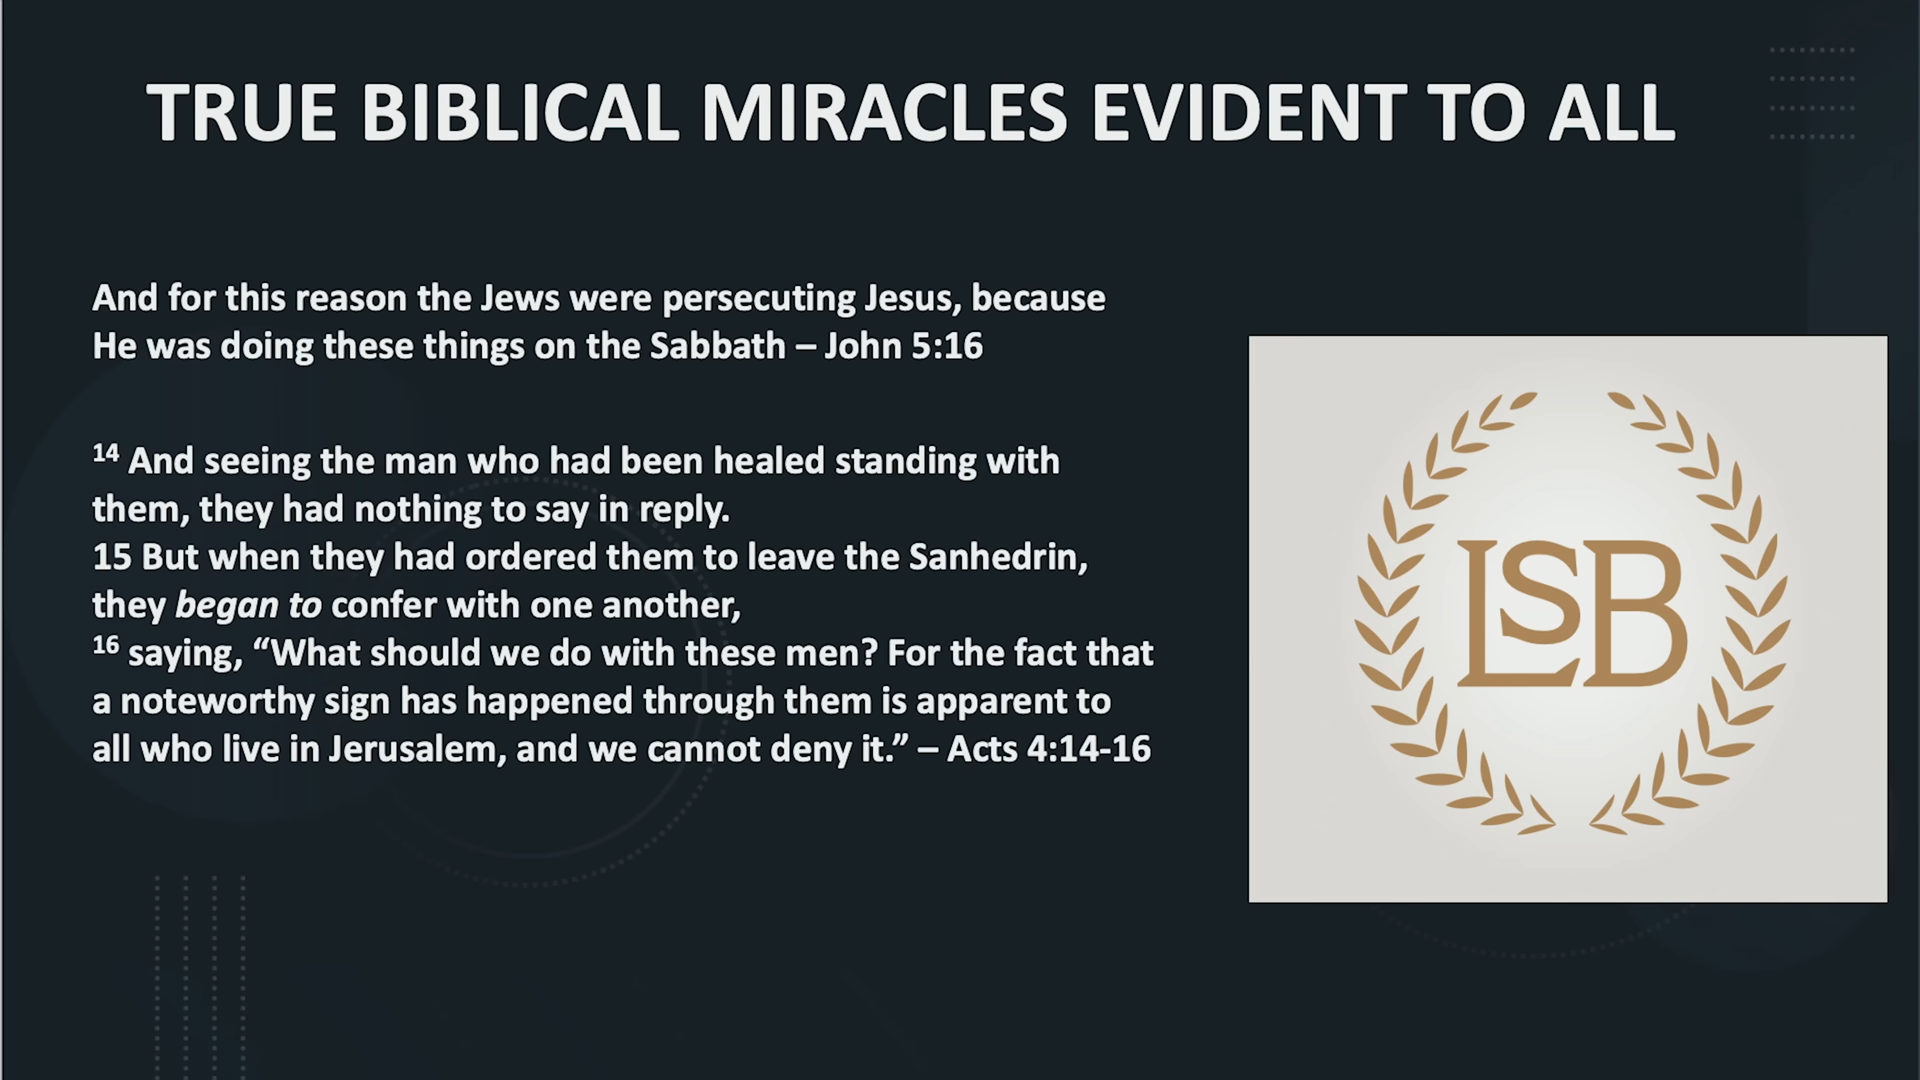 TRUE BIBLICAL MIRACLES EVIDENT TO ALL
And for this reason the Jews were persecuting Jesus, because
He was doing these things on the Sabbath – John 5:16
14 And seeing the man who had been healed standing with
them, they had nothing to say in reply.
15 But when they had ordered them to leave the Sanhedrin,
they began to confer with one another,
16 saying, “What should we do with these men? For the fact that
a noteworthy sign has happened through them is apparent to
all who live in Jerusalem, and we cannot deny it.” – Acts 4:14-16
LSB